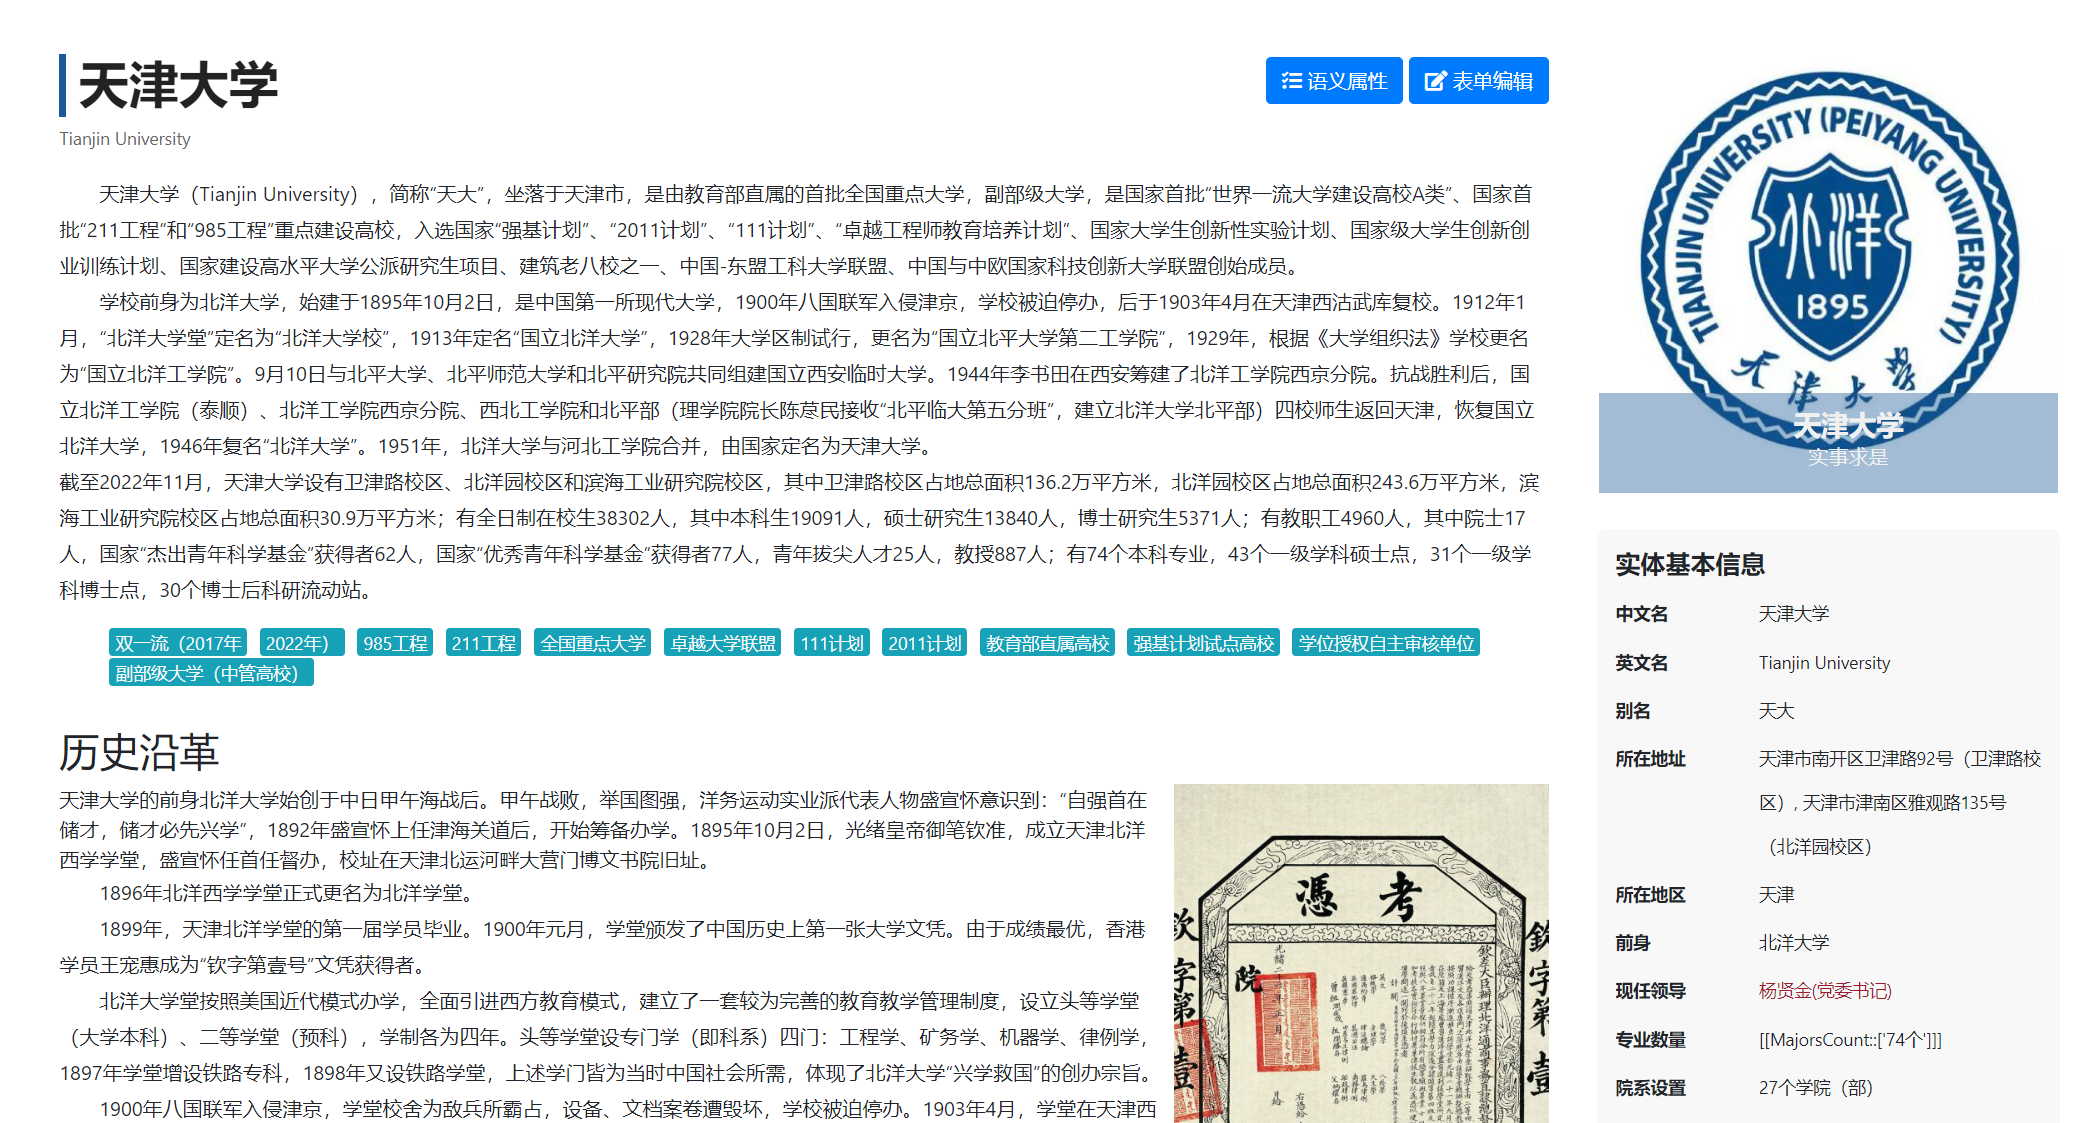 天津大学
语义属性
表单编辑
Tianjin University
天津大学（Tianjin University），简称“天大”，坐落于天津市，是由教育部直属的首批全国重点大学，副部级大学，是国家首批“世界一流大学建设高校A类”、国家首
批“211工程”和“985工程”重点建设高校，入选国家“强基计划”、“2011计划”、“111计划”、“卓越工程师教育培养计划”、国家大学生创新性实验计划、国家级大学生创新创
业训练计划、国家建设高水平大学公派研究生项目、建筑老八校之一、中国-东盟工科大学联盟、中国与中欧国家科技创新大学联盟创始成员。
学校前身为北洋大学，始建于1895年10月2日，是中国第一所现代大学，1900年八国联军入侵津京，学校被迫停办，后于1903年4月在天津西沽武库复校。1912年1
月，“北洋大学堂”定名为“北洋大学校”，1913年定名“国立北洋大学”，1928年大学区制试行，更名为“国立北平大学第二工学院”，1929年，根据《大学组织法》学校更名
为“国立北洋工学院”。9月10日与北平大学、北平师范大学和北平研究院共同组建国立西安临时大学。1944年李书田在西安筹建了北洋工学院西京分院。抗战胜利后，国
立北洋工学院（泰顺）、北洋工学院西京分院、西北工学院和北平部（理学院院长陈荩民接收“北平临大第五分班”，建立北洋大学北平部）四校师生返回天津，恢复国立
北洋大学，1946年复名“北洋大学”。1951年，北洋大学与河北工学院合并，由国家定名为天津大学。
截至2022年11月，天津大学设有卫津路校区、北洋园校区和滨海工业研究院校区，其中卫津路校区占地总面积136.2万平方米，北洋园校区占地总面积243.6万平方米，滨
海工业研究院校区占地总面积30.9万平方米；有全日制在校生38302人，其中本科生19091人，硕士研究生13840人，博士研究生5371人；有教职工4960人，其中院士17
人，国家“杰出青年科学基金”获得者62人，国家“优秀青年科学基金”获得者77人，青年拔尖人才25人，教授887人；有74个本科专业，43个一级学科硕士点，31个一级学
科博士点，30个博士后科研流动站。
双一流（2017年 2022年） 985工程 211工程 全国重点大学 卓越大学联盟 111计划 2011计划 教育部直属高校 强基计划试点高校 学位授权自主审核单位
副部级大学（中管高校）
历史沿革
天津大学的前身北洋大学始创于中日甲午海战后。甲午战败，举国图强，洋务运动实业派代表人物盛宣怀意识到：“自强首在
储才，储才必先兴学”，1892年盛宣怀上任津海关道后，开始筹备办学。1895年10月2日，光绪皇帝御笔钦准，成立天津北洋
西学学堂，盛宣怀任首任督办，校址在天津北运河畔大营门博文书院旧址。
1896年北洋西学学堂正式更名为北洋学堂。
1899年，天津北洋学堂的第一届学员毕业。1900年元月，学堂颁发了中国历史上第一张大学文凭。由于成绩最优，香港
学员王宠惠成为“钦字第壹号”文凭获得者。
北洋大学堂按照美国近代模式办学，全面引进西方教育模式，建立了一套较为完善的教育教学管理制度，设立头等学堂
（大学本科）、二等学堂（预科），学制各为四年。头等学堂设专门学（即科系）四门：工程学、矿务学、机器学、律例学，
1897年学堂增设铁路专科，1898年又设铁路学堂，上述学门皆为当时中国社会所需，体现了北洋大学“兴学救国”的创办宗旨。
1900年八国联军入侵津京，学堂校舍为敌兵所霸占，设备、文档案卷遭毁坏，学校被迫停办。1903年4月，学堂在天津西
考憑
欽字第壹
院
TIANJIN UNIVERSITY (PEIYANG UNIVERSITY)
北洋
1895
天津大學
天津大学
实事求是
实体基本信息
中文名 天津大学
英文名 Tianjin University
别名 天大
所在地址 天津市南开区卫津路92号（卫津路校
区）, 天津市津南区雅观路135号
（北洋园校区）
所在地区 天津
前身 北洋大学
现任领导 杨贤金(党委书记)
专业数量 [[MajorsCount::['74个']]]
院系设置 27个学院（部）